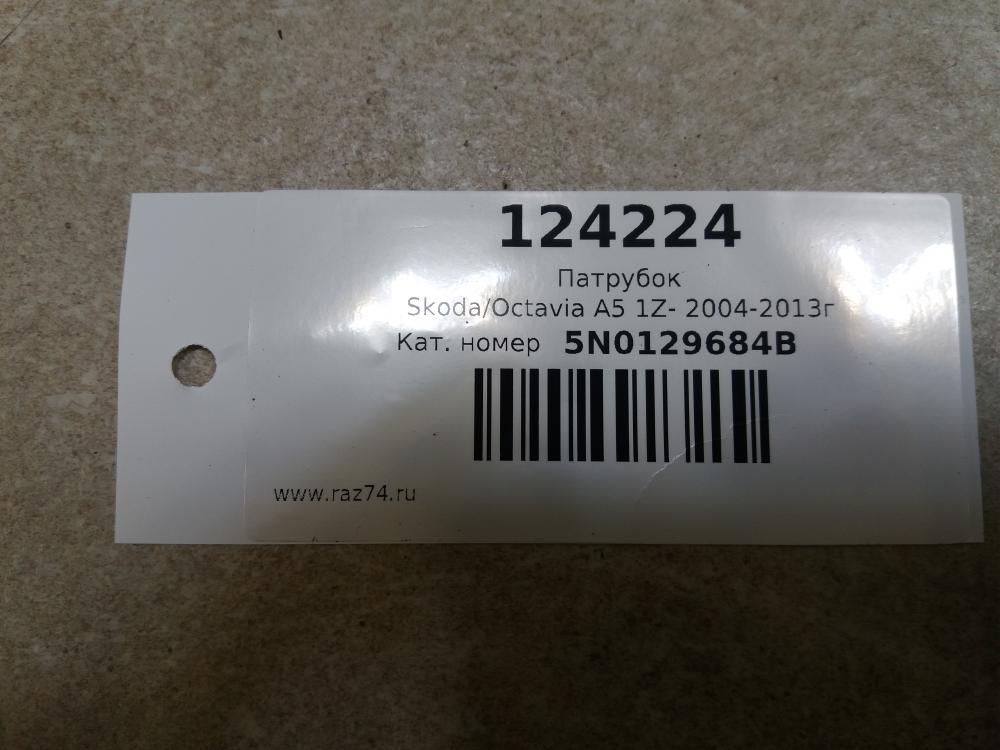 124224
Патрубок
Skoda/Octavia A5 1Z- 2004-2013г
Кат. номер 5N0129684B
www.raz74.ru